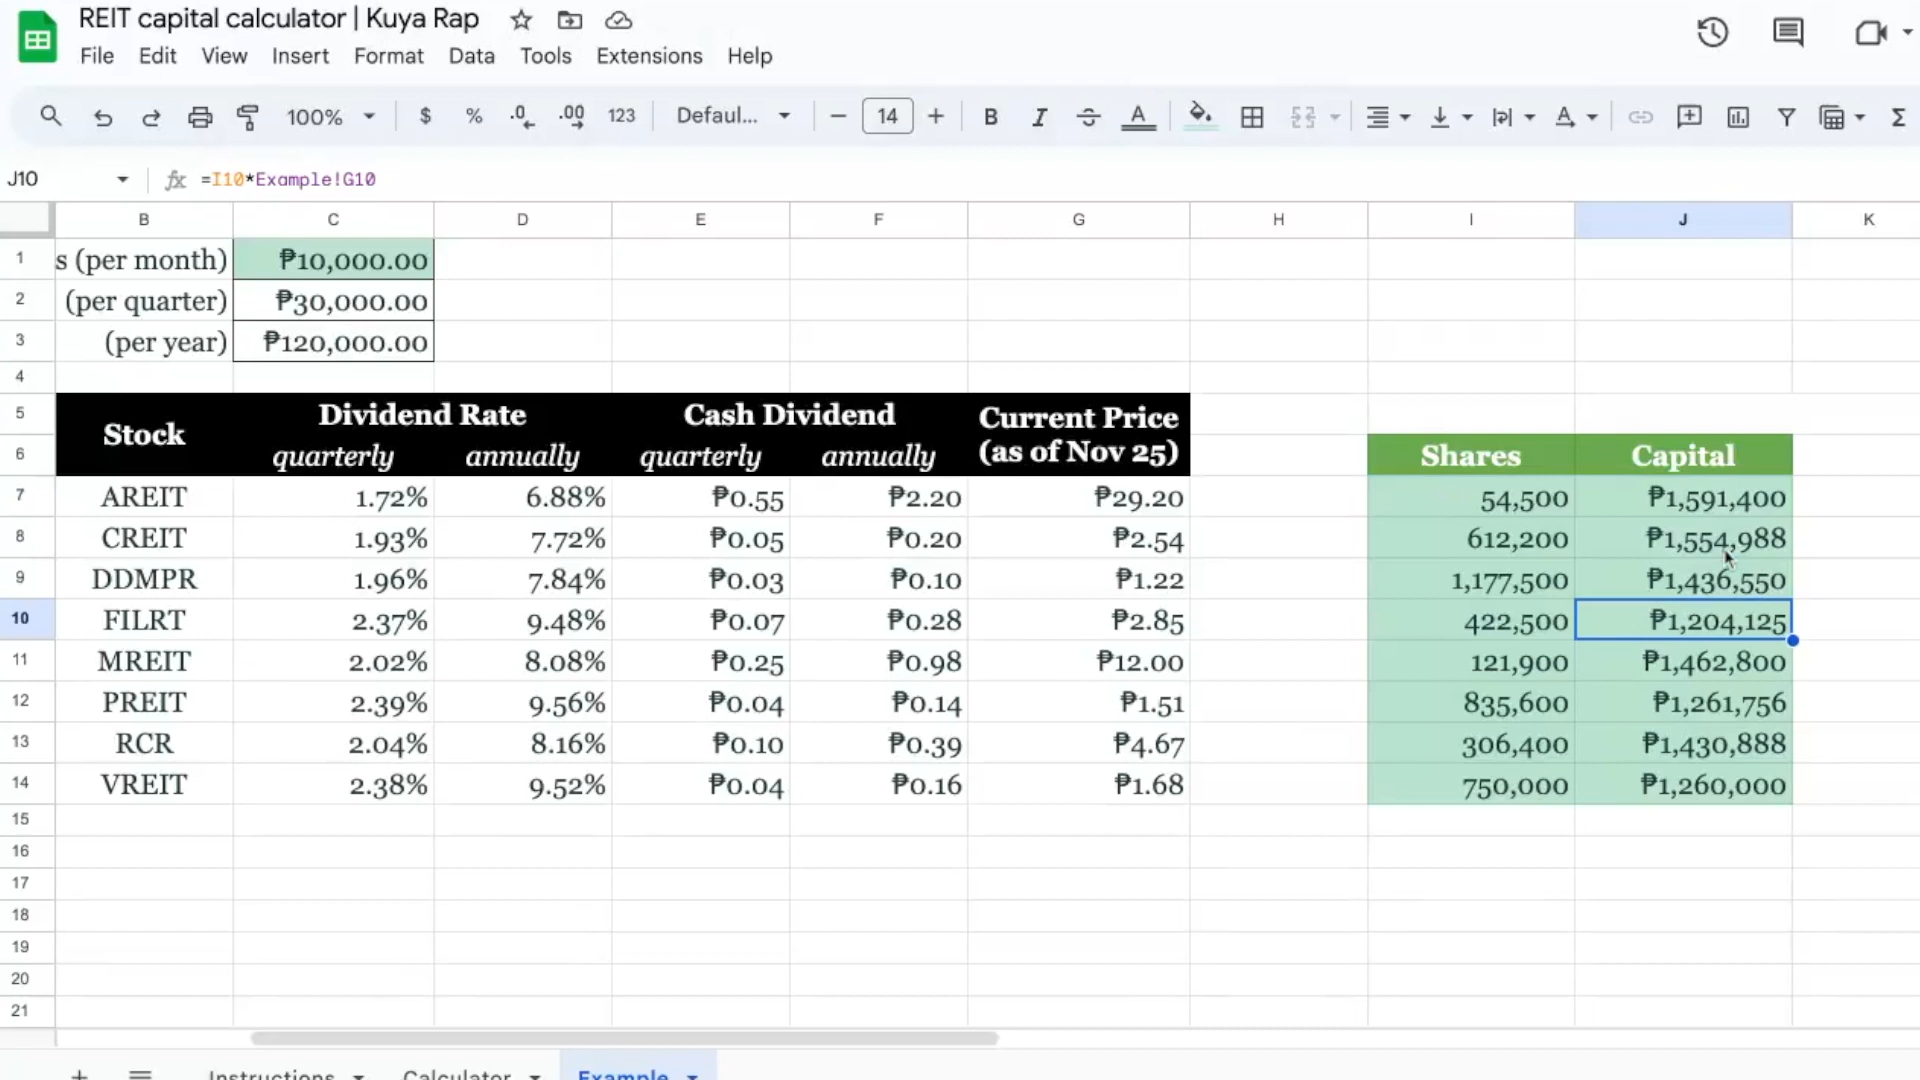 REIT capital calculator | Kuya Rap
File Edit View Insert Format Data Tools Extensions Help
100% $ % .0 .00 123 Defaul... − 14 + B I A Σ
J10 fx =I10*Example!G10
B C D E F G H I J K
1 s (per month) ₱10,000.00
2 (per quarter) ₱30,000.00
3 (per year) ₱120,000.00
4
5 Stock Dividend Rate Cash Dividend Current Price
6 quarterly annually quarterly annually (as of Nov 25) Shares Capital
7 AREIT 1.72% 6.88% ₱0.55 ₱2.20 ₱29.20 54,500 ₱1,591,400
8 CREIT 1.93% 7.72% ₱0.05 ₱0.20 ₱2.54 612,200 ₱1,554,988
9 DDMPR 1.96% 7.84% ₱0.03 ₱0.10 ₱1.22 1,177,500 ₱1,436,550
10 FILRT 2.37% 9.48% ₱0.07 ₱0.28 ₱2.85 422,500 ₱1,204,125
11 MREIT 2.02% 8.08% ₱0.25 ₱0.98 ₱12.00 121,900 ₱1,462,800
12 PREIT 2.39% 9.56% ₱0.04 ₱0.14 ₱1.51 835,600 ₱1,261,756
13 RCR 2.04% 8.16% ₱0.10 ₱0.39 ₱4.67 306,400 ₱1,430,888
14 VREIT 2.38% 9.52% ₱0.04 ₱0.16 ₱1.68 750,000 ₱1,260,000
15
16
17
18
19
20
21
+ Instructions Calculator Example